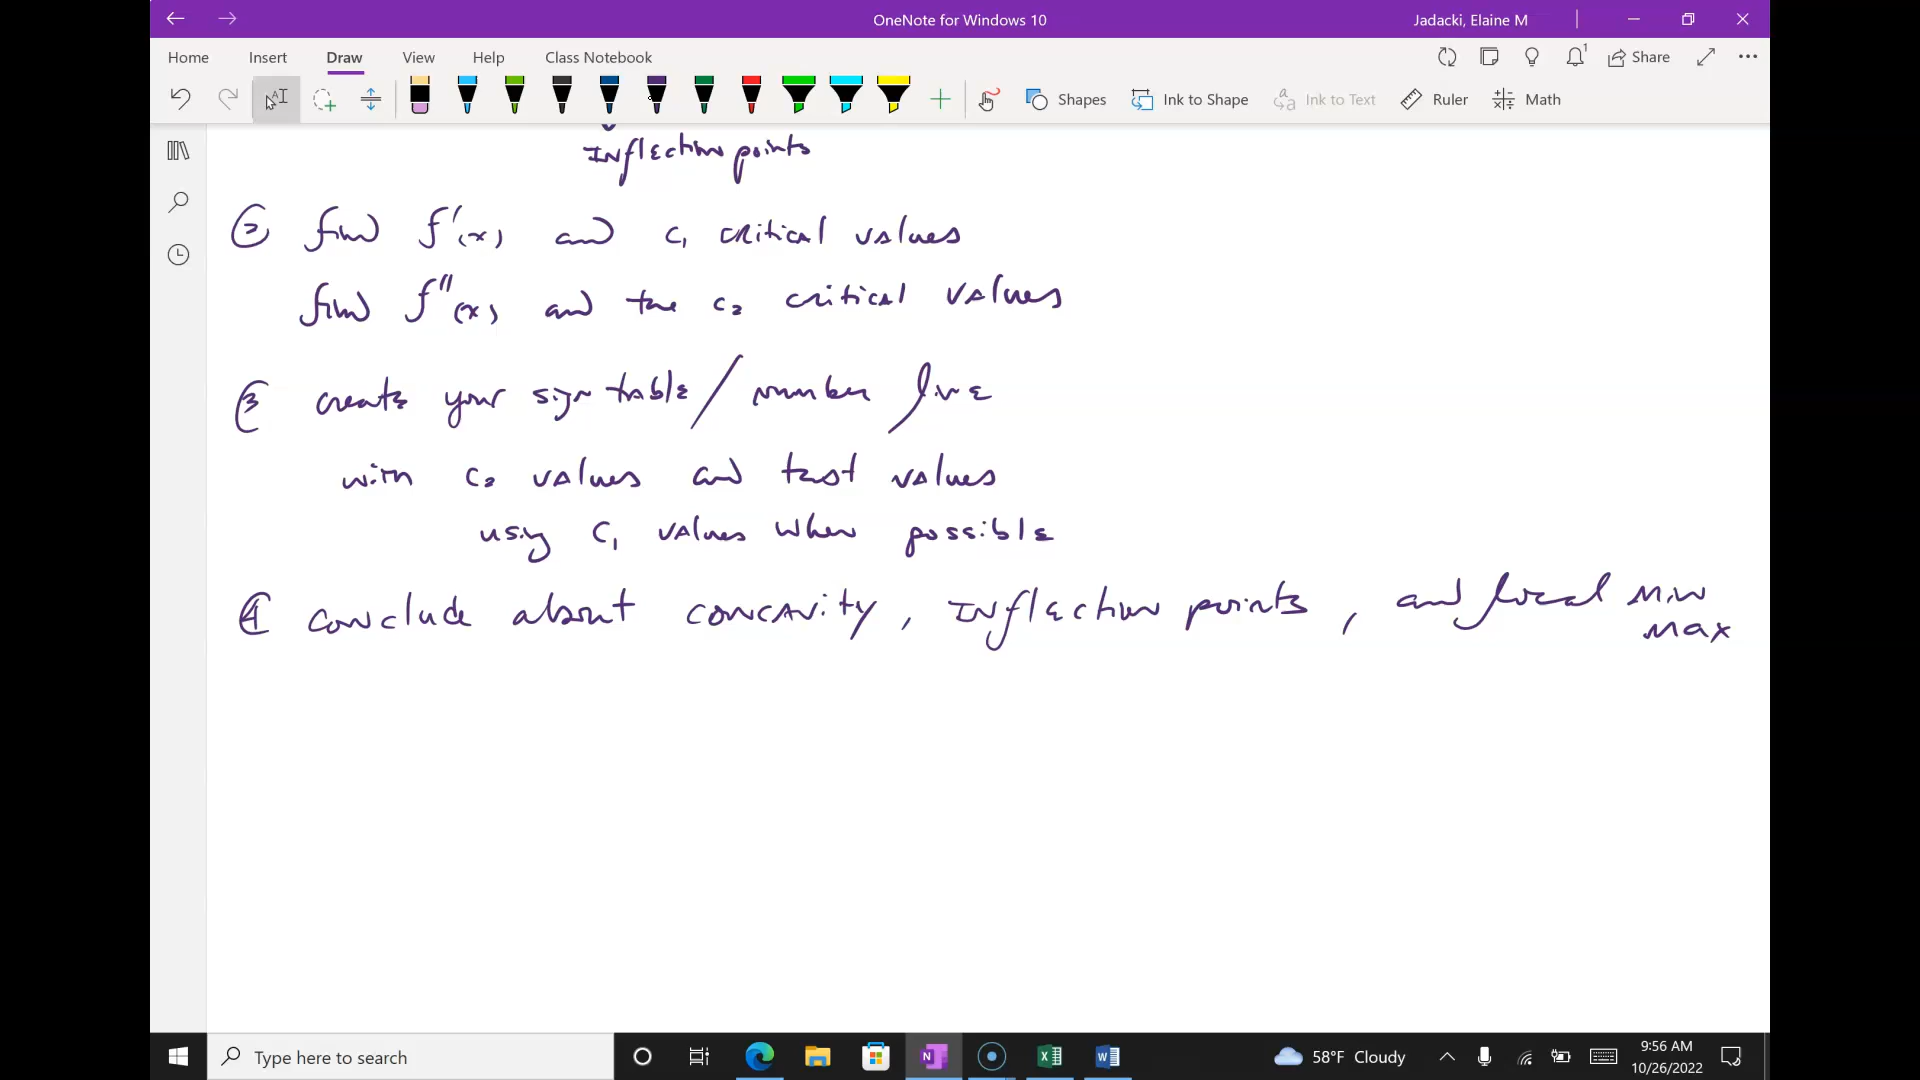 OneNote for Windows 10
Jadacki, Elaine M
Home Insert Draw View Help Class Notebook
1
Share
Shapes Ink to Shape Ink to Text Ruler Math
Inflection points
② find f'(x) and c₁ critical values
find f''(x) and the c₂ critical values
③ create your sign table / number line
with c₂ values and test values
using C₁ values when possible
④ conclude about concavity, Inflection points, and local min
max
Type here to search
58°F Cloudy
9:56 AM
10/26/2022